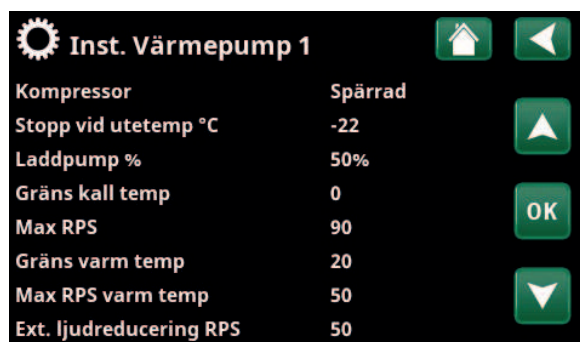 Inst. Värmepump 1
Kompressor Spärrad
Stopp vid utetemp °C -22
Laddpump % 50%
Gräns kall temp 0
Max RPS 90
OK
Gräns varm temp 20
Max RPS varm temp 50
Ext. ljudreducering RPS 50